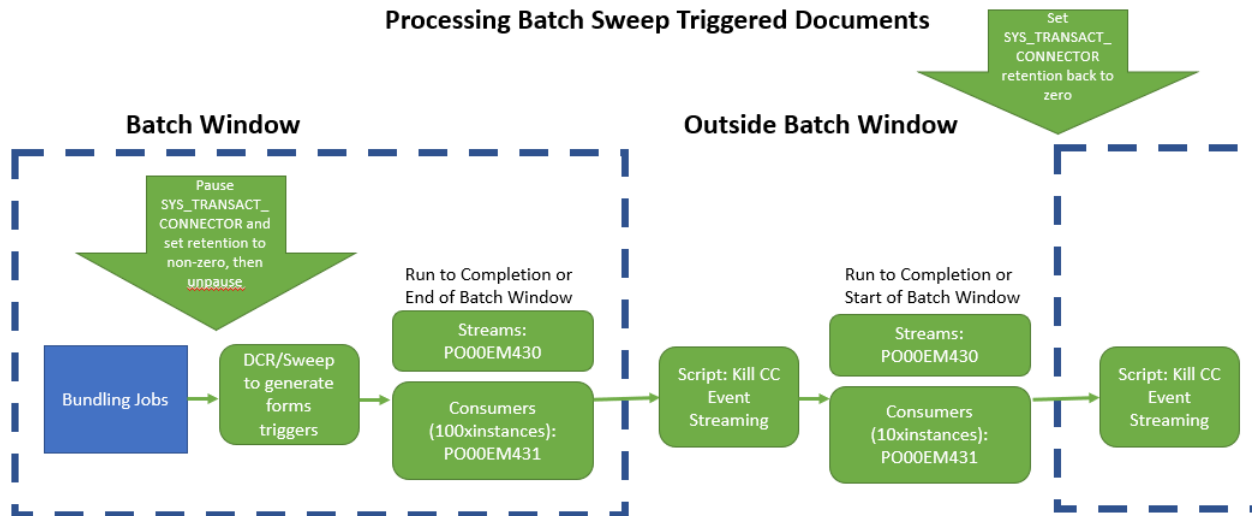 Processing Batch Sweep Triggered Documents
Set
SYS_TRANSACT_
CONNECTOR
retention back to
zero
Batch Window
Outside Batch Window
Pause
SYS_TRANSACT_
CONNECTOR and
set retention to
non-zero, then
unpause
Run to Completion or
End of Batch Window
Run to Completion or
Start of Batch Window
Bundling Jobs
DCR/Sweep
to generate
forms
triggers
Streams:
PO00EM430
Consumers
(100xinstances):
PO00EM431
Script: Kill CC
Event
Streaming
Streams:
PO00EM430
Consumers
(10xinstances):
PO00EM431
Script: Kill CC
Event
Streaming